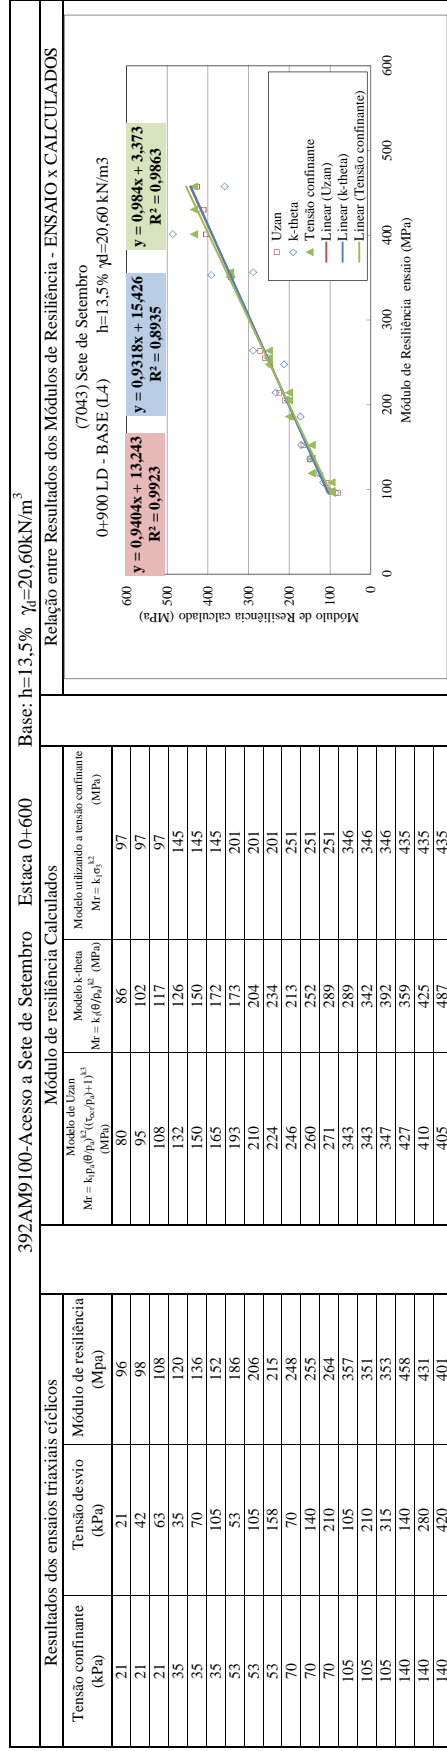 392AM9100-Acesso a Sete de Setembro Estaca 0+600 Base: h=13,5% γd=20,60kN/m³
Resultados dos ensaios triaxiais cíclicos
Tensão confinante (kPa) Tensão desvio (kPa) Módulo de resiliência (Mpa)
21 21 96
21 42 98
21 63 108
35 35 120
35 70 136
35 105 152
53 53 186
53 105 206
53 158 215
70 70 248
70 140 255
70 210 264
105 105 357
105 210 351
105 315 353
140 140 458
140 280 431
140 420 401
Módulo de resiliência Calculados
Modelo de Uzan
Mr = k₁pₐ(θ/pₐ)^k2((τoct/pₐ)+1)^k3
(MPa)
Modelo k-theta
Mr = k₁(θ/pₐ)^k2 (MPa)
Modelo utilizando a tensão confinante
Mr = k₁σ₃^k2 (MPa)
80 86 97
95 102 97
108 117 97
132 126 145
150 150 145
165 172 145
193 173 201
210 204 201
224 234 201
246 213 251
260 252 251
271 289 251
343 289 346
343 342 346
347 392 346
427 359 435
410 425 435
405 487 435
Relação entre Resultados dos Módulos de Resiliência - ENSAIO x CALCULADOS
(7043) Sete de Setembro
0+900 LD - BASE (L4) h=13,5% γd=20,60 kN/m3
y = 0,9404x + 13,243
R² = 0,9923
y = 0,9318x + 15,426
R² = 0,8935
y = 0,984x + 3,373
R² = 0,9863
Módulo de Resiliência calculado (MPa)
600
500
400
300
200
100
0
0 100 200 300 400 500 600
Módulo de Resiliência ensaio (MPa)
Uzan
k-theta
Tensão confinante
Linear (Uzan)
Linear (k-theta)
Linear (Tensão confinante)